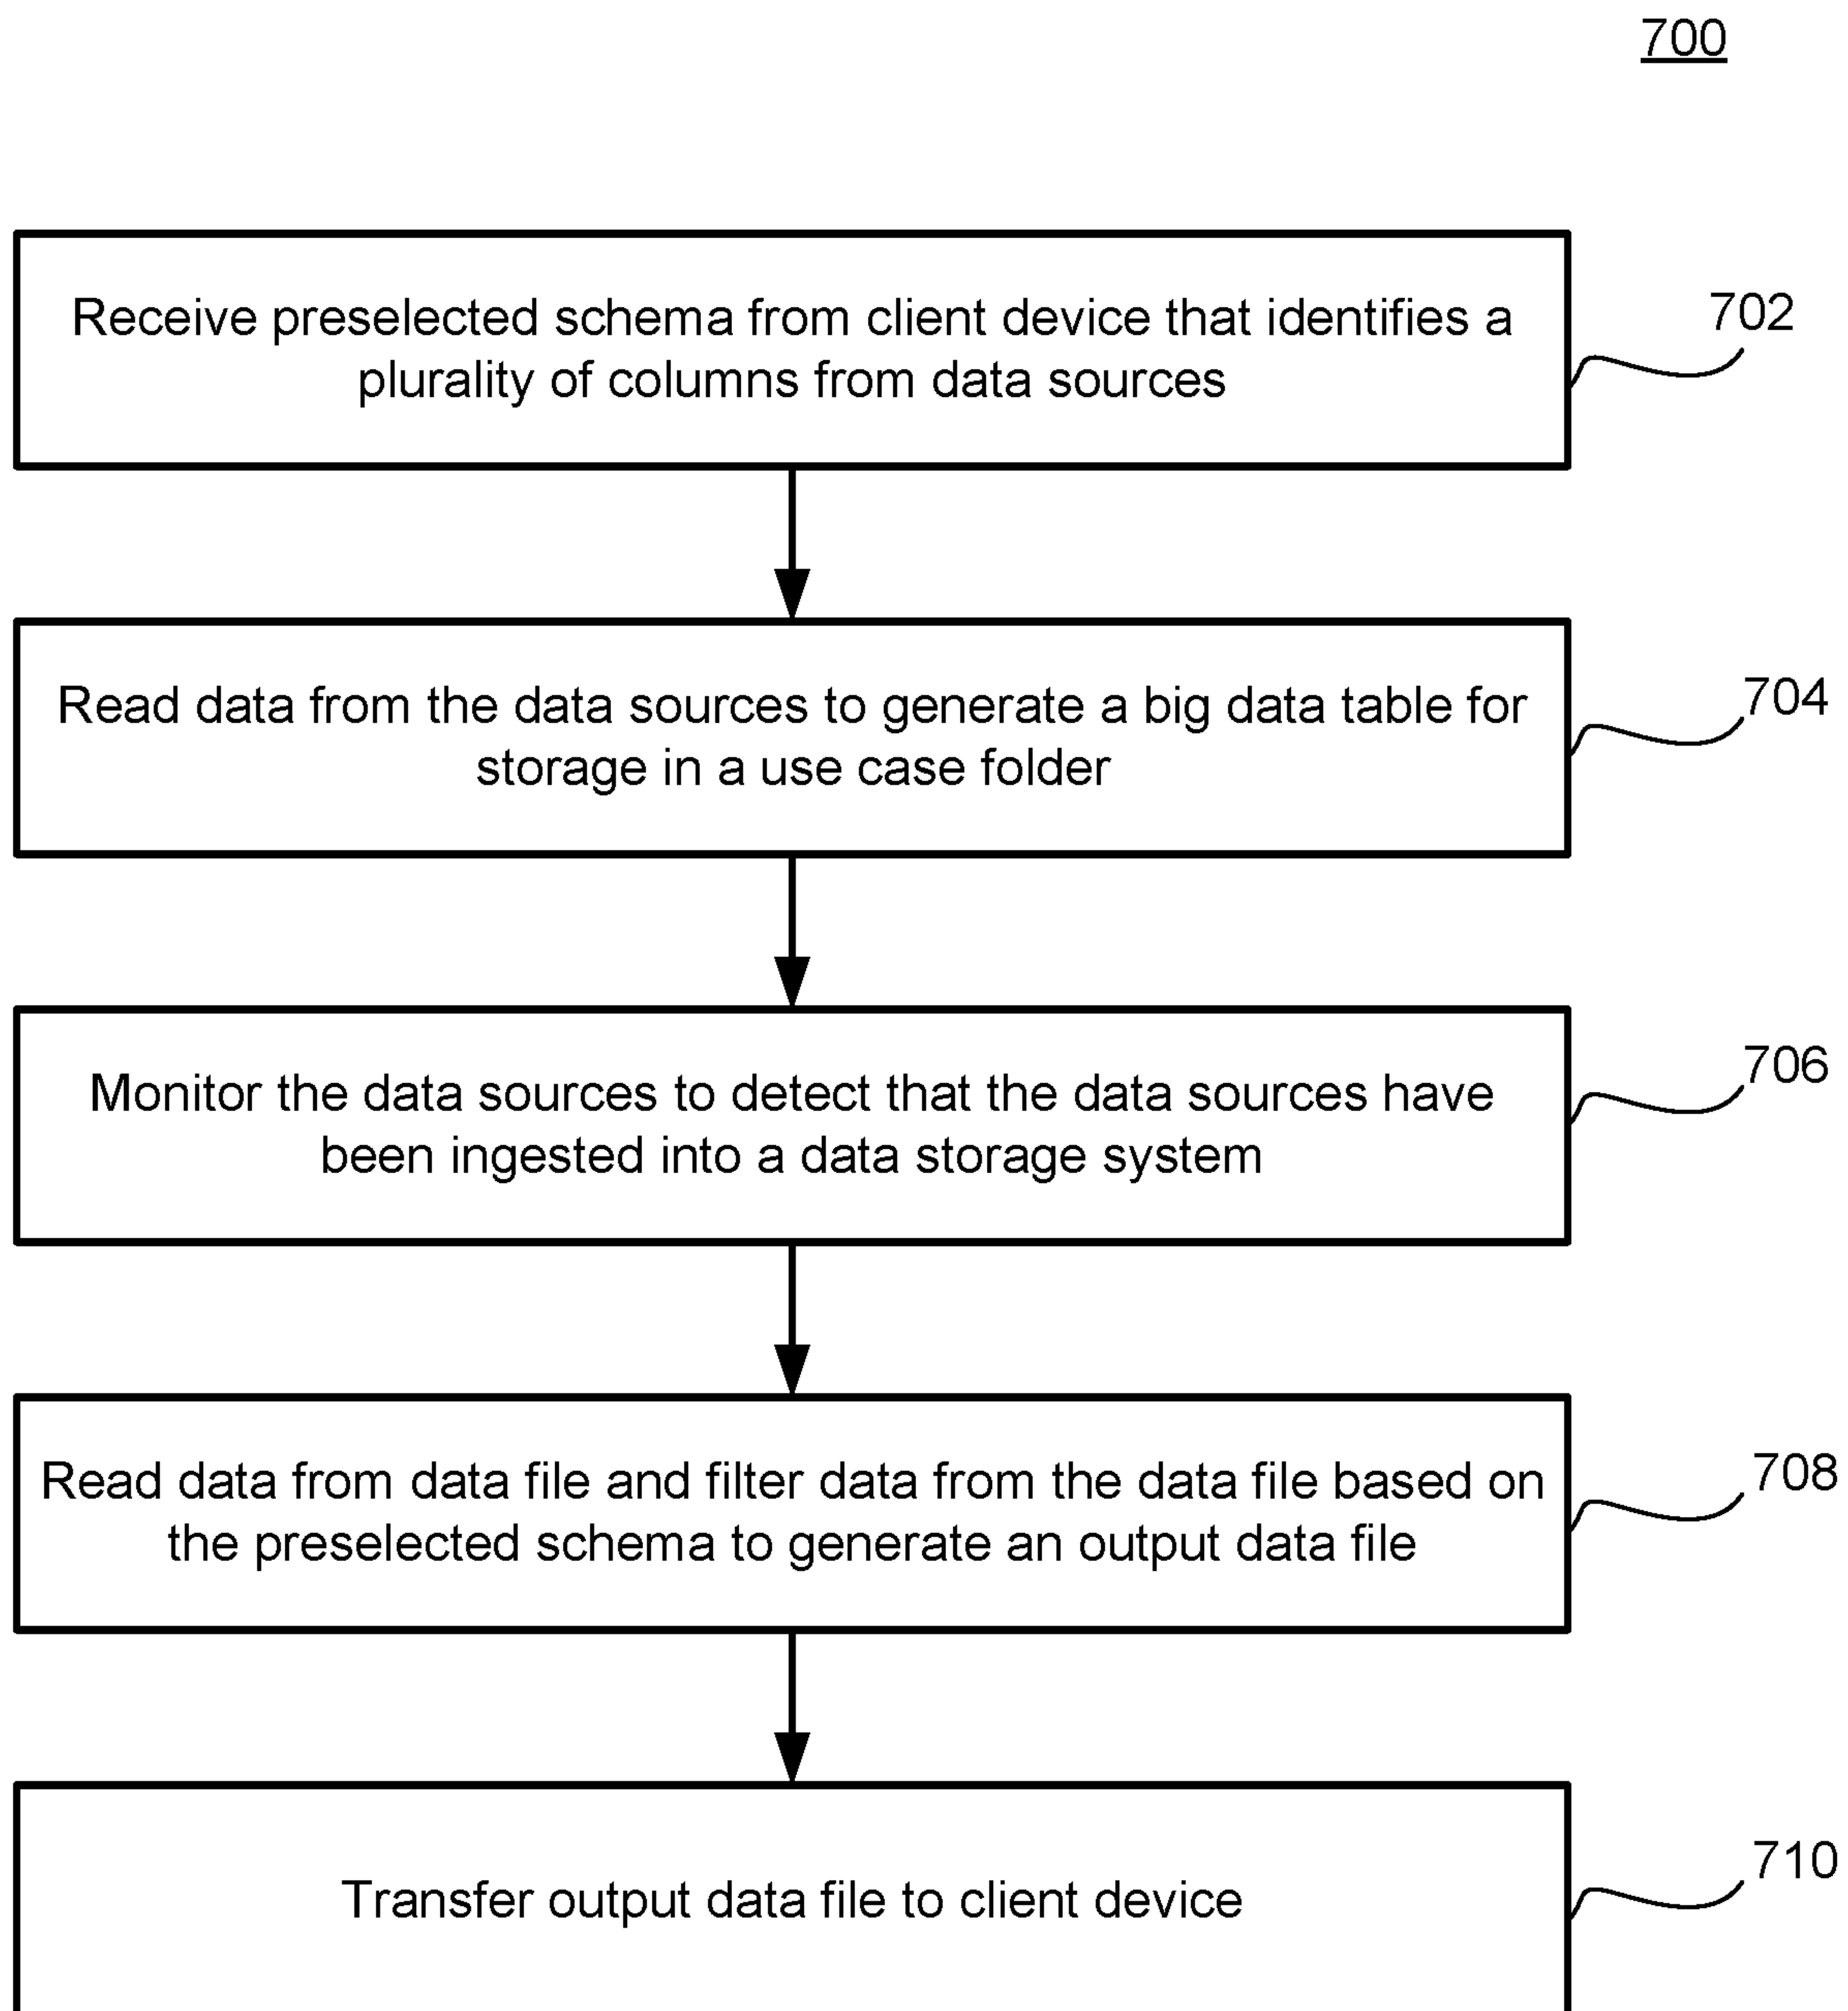 700
Receive preselected schema from client device that identifies a
plurality of columns from data sources
702
Read data from the data sources to generate a big data table for
storage in a use case folder
704
Monitor the data sources to detect that the data sources have
been ingested into a data storage system
706
Read data from data file and filter data from the data file based on
the preselected schema to generate an output data file
708
Transfer output data file to client device
710